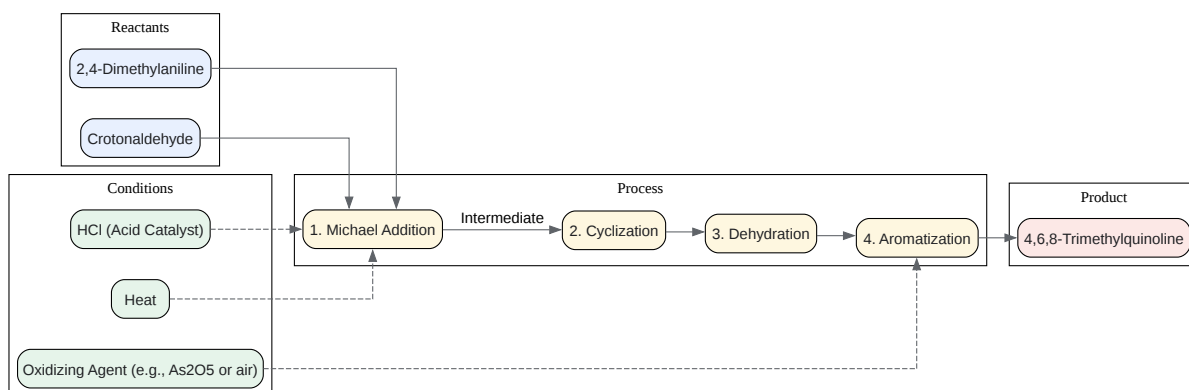 Reactants
2,4-Dimethylaniline
Crotonaldehyde
Conditions
HCl (Acid Catalyst)
Heat
Oxidizing Agent (e.g., As2O5 or air)
Process
1. Michael Addition
Intermediate
2. Cyclization
3. Dehydration
4. Aromatization
Product
4,6,8-Trimethylquinoline